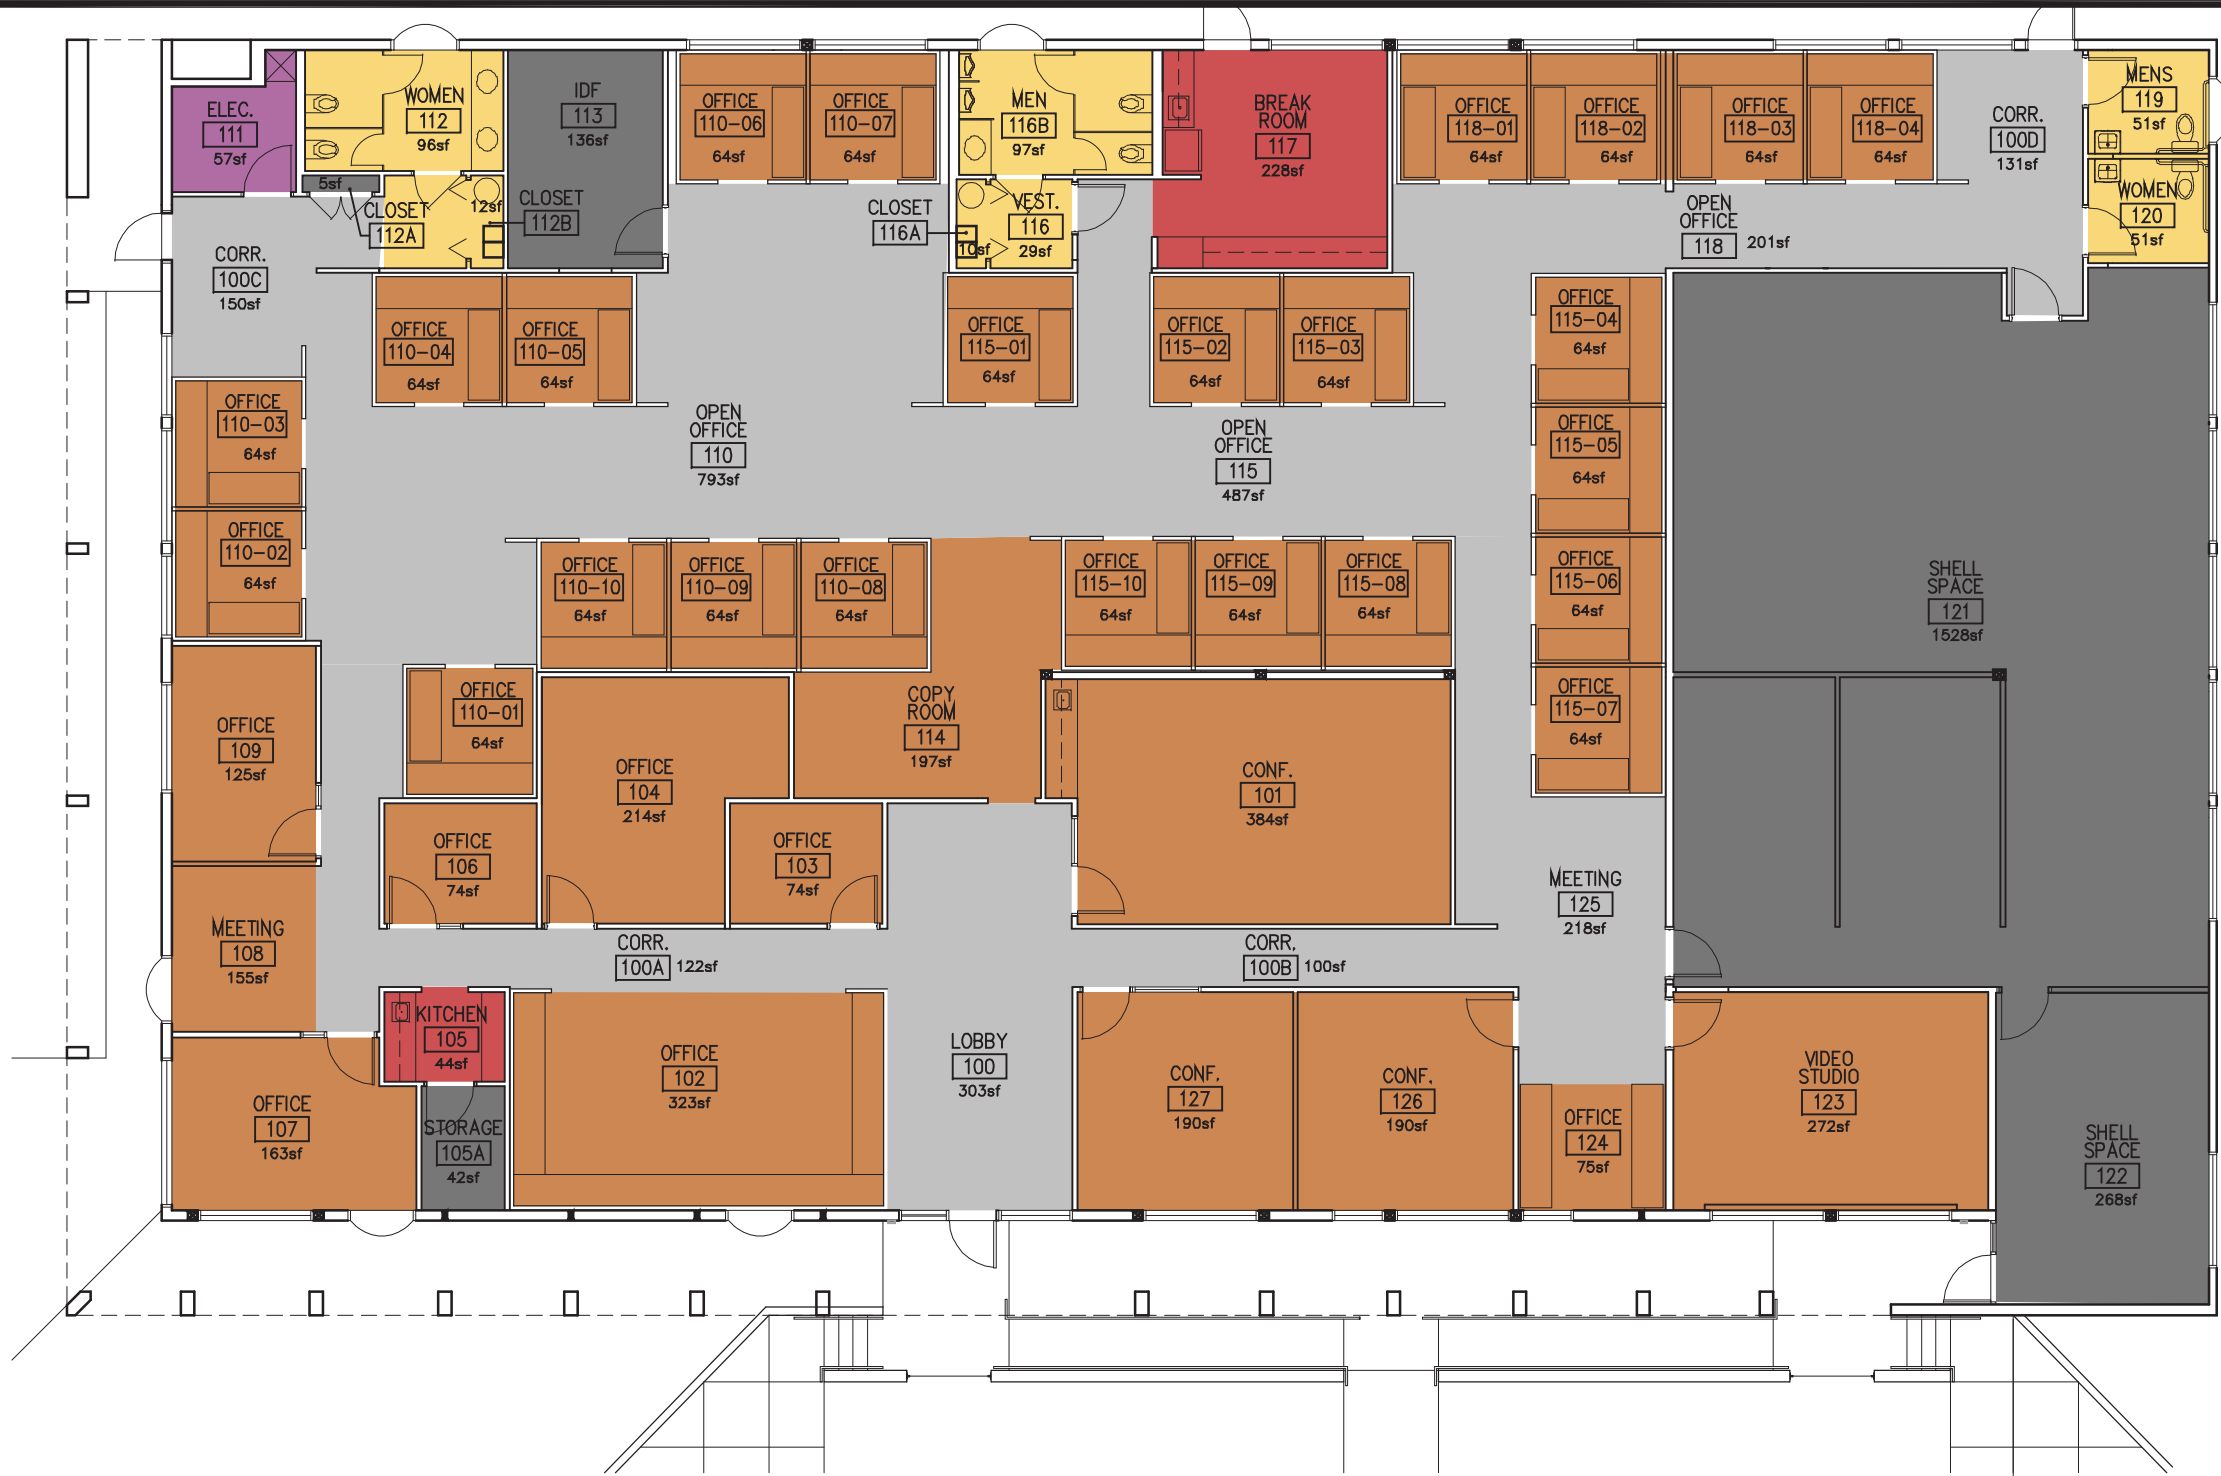 ELEC.
111
57sf
WOMEN
112
96sf
IDF
113
136sf
OFFICE
110-06
64sf
OFFICE
110-07
64sf
MEN
116B
97sf
BREAK
ROOM
117
228sf
OFFICE
118-01
64sf
OFFICE
118-02
64sf
OFFICE
118-03
64sf
OFFICE
118-04
64sf
CORR.
100D
131sf
MENS
119
51sf
WOMEN
120
51sf
5sf
CLOSET
112A
12sf
CLOSET
112B
CLOSET
116A
10sf
VEST.
116
29sf
OPEN
OFFICE
118 201sf
CORR.
100C
150sf
OFFICE
110-04
64sf
OFFICE
110-05
64sf
OFFICE
115-01
64sf
OFFICE
115-02
64sf
OFFICE
115-03
64sf
OFFICE
115-04
64sf
OFFICE
110-03
64sf
OPEN
OFFICE
110
793sf
OPEN
OFFICE
115
487sf
OFFICE
115-05
64sf
OFFICE
110-02
64sf
OFFICE
110-10
64sf
OFFICE
110-09
64sf
OFFICE
110-08
64sf
OFFICE
115-10
64sf
OFFICE
115-09
64sf
OFFICE
115-08
64sf
OFFICE
115-06
64sf
SHELL
SPACE
121
1528sf
OFFICE
109
125sf
OFFICE
110-01
64sf
OFFICE
104
214sf
COPY
ROOM
114
197sf
CONF.
101
384sf
OFFICE
115-07
64sf
OFFICE
106
74sf
OFFICE
103
74sf
MEETING
125
218sf
MEETING
108
155sf
CORR.
100A 122sf
CORR.
100B 100sf
KITCHEN
105
44sf
OFFICE
102
323sf
LOBBY
100
303sf
CONF.
127
190sf
CONF.
126
190sf
VIDEO
STUDIO
123
272sf
OFFICE
107
163sf
STORAGE
105A
42sf
OFFICE
124
75sf
SHELL
SPACE
122
268sf